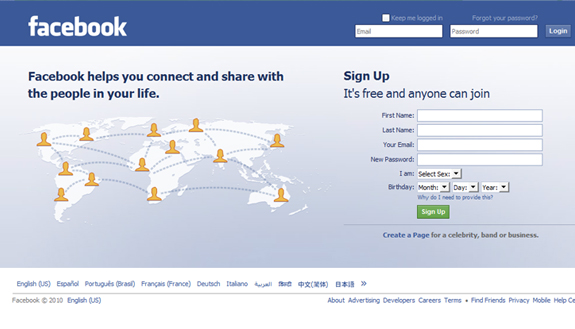 facebook
Keep me logged in
Forgot your password?
Email
Password
Login
Facebook helps you connect and share with
the people in your life.
Sign Up
It's free and anyone can join
First Name:
Last Name:
Your Email:
New Password:
I am: Select Sex:
Birthday: Month: Day: Year:
Why do I need to provide this?
Sign Up
Create a Page for a celebrity, band or business.
English (US) Español Português (Brasil) Français (France) Deutsch Italiano العربية हिन्दी 中文(简体) 日本語 »
Facebook © 2010 English (US)
About Advertising Developers Careers Terms • Find Friends Privacy Mobile Help Ce